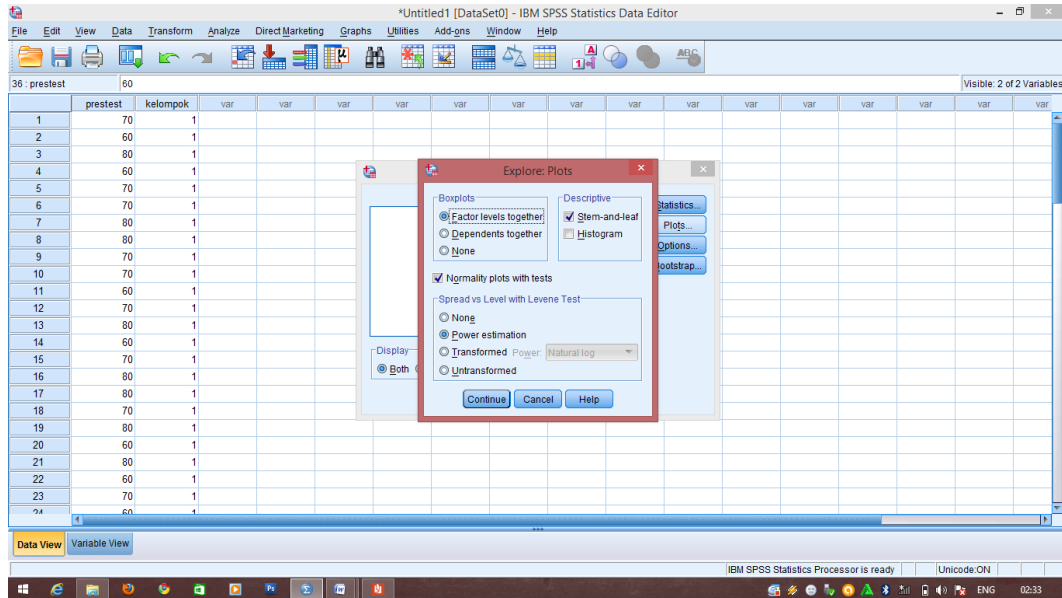 *Untitled1 [DataSet0] - IBM SPSS Statistics Data Editor
File Edit View Data Transform Analyze Direct Marketing Graphs Utilities Add-ons Window Help
36 : prestest 60 Visible: 2 of 2 Variables
prestest kelompok var var var var var var var var var var var var var var
1 70 1
2 60 1
3 80 1
4 60 1
5 70 1
6 70 1
7 80 1
8 80 1
9 70 1
10 70 1
11 60 1
12 70 1
13 80 1
14 60 1
15 70 1
16 80 1
17 80 1
18 70 1
19 80 1
20 60 1
21 80 1
22 60 1
23 70 1
24 60 1
Explore: Plots
Boxplots
Factor levels together
Dependents together
None
Descriptive
Stem-and-leaf
Histogram
Normality plots with tests
Spread vs Level with Levene Test
None
Power estimation
Transformed Power: Natural log
Untransformed
Continue Cancel Help
Statistics...
Plots...
Options...
Bootstrap...
Display
Both
Data View Variable View
IBM SPSS Statistics Processor is ready Unicode:ON
ENG 02:33